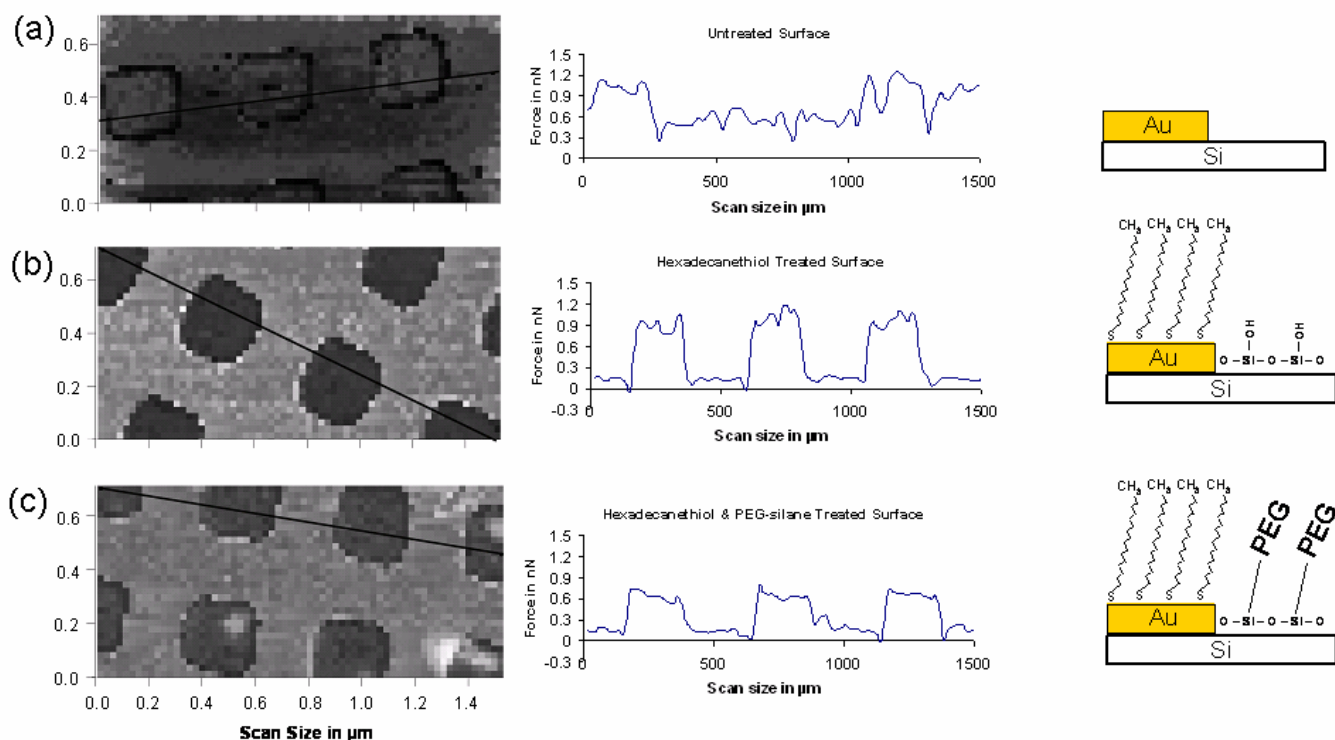 (a)
0.6
0.4
0.2
0.0
Untreated Surface
Force in nN
1.5
1.2
0.9
0.6
0.3
0
0
500
1000
1500
Scan size in µm
Au
Si
(b)
0.6
0.4
0.2
0.0
Hexadecanethiol Treated Surface
Force in nN
1.5
1.2
0.9
0.6
0.3
0
-0.3
0
500
1000
1500
Scan size in µm
CH3 CH3 CH3 CH3
OH OH
S S S S
Au
O-Si-O-Si-O
Si
(c)
0.6
0.4
0.2
0.0
0.0 0.2 0.4 0.6 0.8 1.0 1.2 1.4
Scan Size in µm
Hexadecanethiol & PEG-silane Treated Surface
Force in nN
1.5
1.2
0.9
0.6
0.3
0
-0.3
0
500
1000
1500
Scan size in µm
CH3 CH3 CH3 CH3
PEG PEG
S S S S
Au
O-Si-O-Si-O
Si